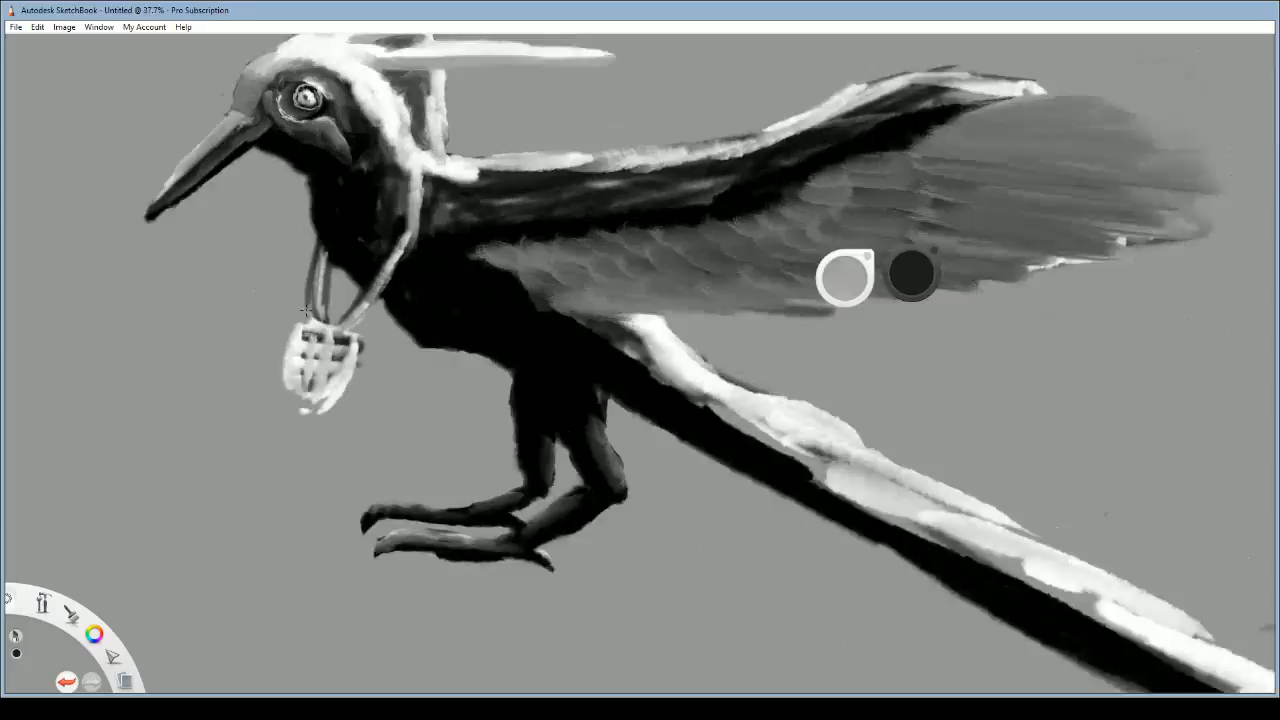 Autodesk SketchBook - Untitled @ 37.7% - Pro Subscription
File Edit Image Window My Account Help